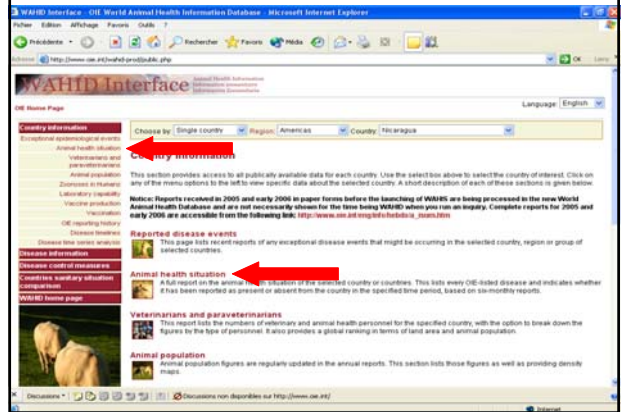 WAHID Interface - OIE World Animal Health Information Database - Microsoft Internet Explorer
Fichier Edition Affichage Favoris Outils ?
Précédente Rechercher Favoris Média
Adresse http://www.oie.int/wahid-prod/public.php OK
WAHID Interface Animal Health Information
OIE Home Page
Language: English
Country information
Exceptional epidemiological events
Animal health situation
Veterinarians and
paraveterinarians
Animal population
Zoonoses in Humans
Laboratory capability
Vaccine production
Vaccination
OIE reporting history
Disease timelines
Disease time series analysis
Disease information
Disease control measures
Countries sanitary situation
comparison
WAHID home page
Choose by: Single country Region: Americas Country: Nicaragua
Country information
This section provides access to all publically available data for each country. Use the select box above to select the country of interest. Click on
any of the menu options to the left to view specific data about the selected country. A short description of each of these sections is given below.
Notice: Reports received in 2005 and early 2006 in paper forms before the launching of WAHIS are being processed in the new World
Animal Health Database and are not necessarily shown for the time being WAHID when you run an inquiry. Complete reports for 2005 and
early 2006 are accessible from the following link: http://www.oie.int/eng/info/hebdo/a_num.htm
Reported disease events
This page lists recent reports of any exceptional disease events that might be occurring in the selected country, region or group of
selected countries.
Animal health situation
A full report on the animal health situation of the selected country or countries. This lists every OIE-listed disease and indicates whether
it has been reported as present or absent from the country in the specified time period, based on six-monthly reports.
Veterinarians and paraveterinarians
This report lists the numbers of veterinary and animal health personnel for the specified country, with the option to break down the
figures by the type of personnel. It also provides a global ranking in terms of land area and animal population.
Animal population
Animal population figures are regularly updated in the annual reports. This section lists those figures as well as providing density
maps.
Discussions Discussions non disponibles sur http://www.oie.int/
Internet